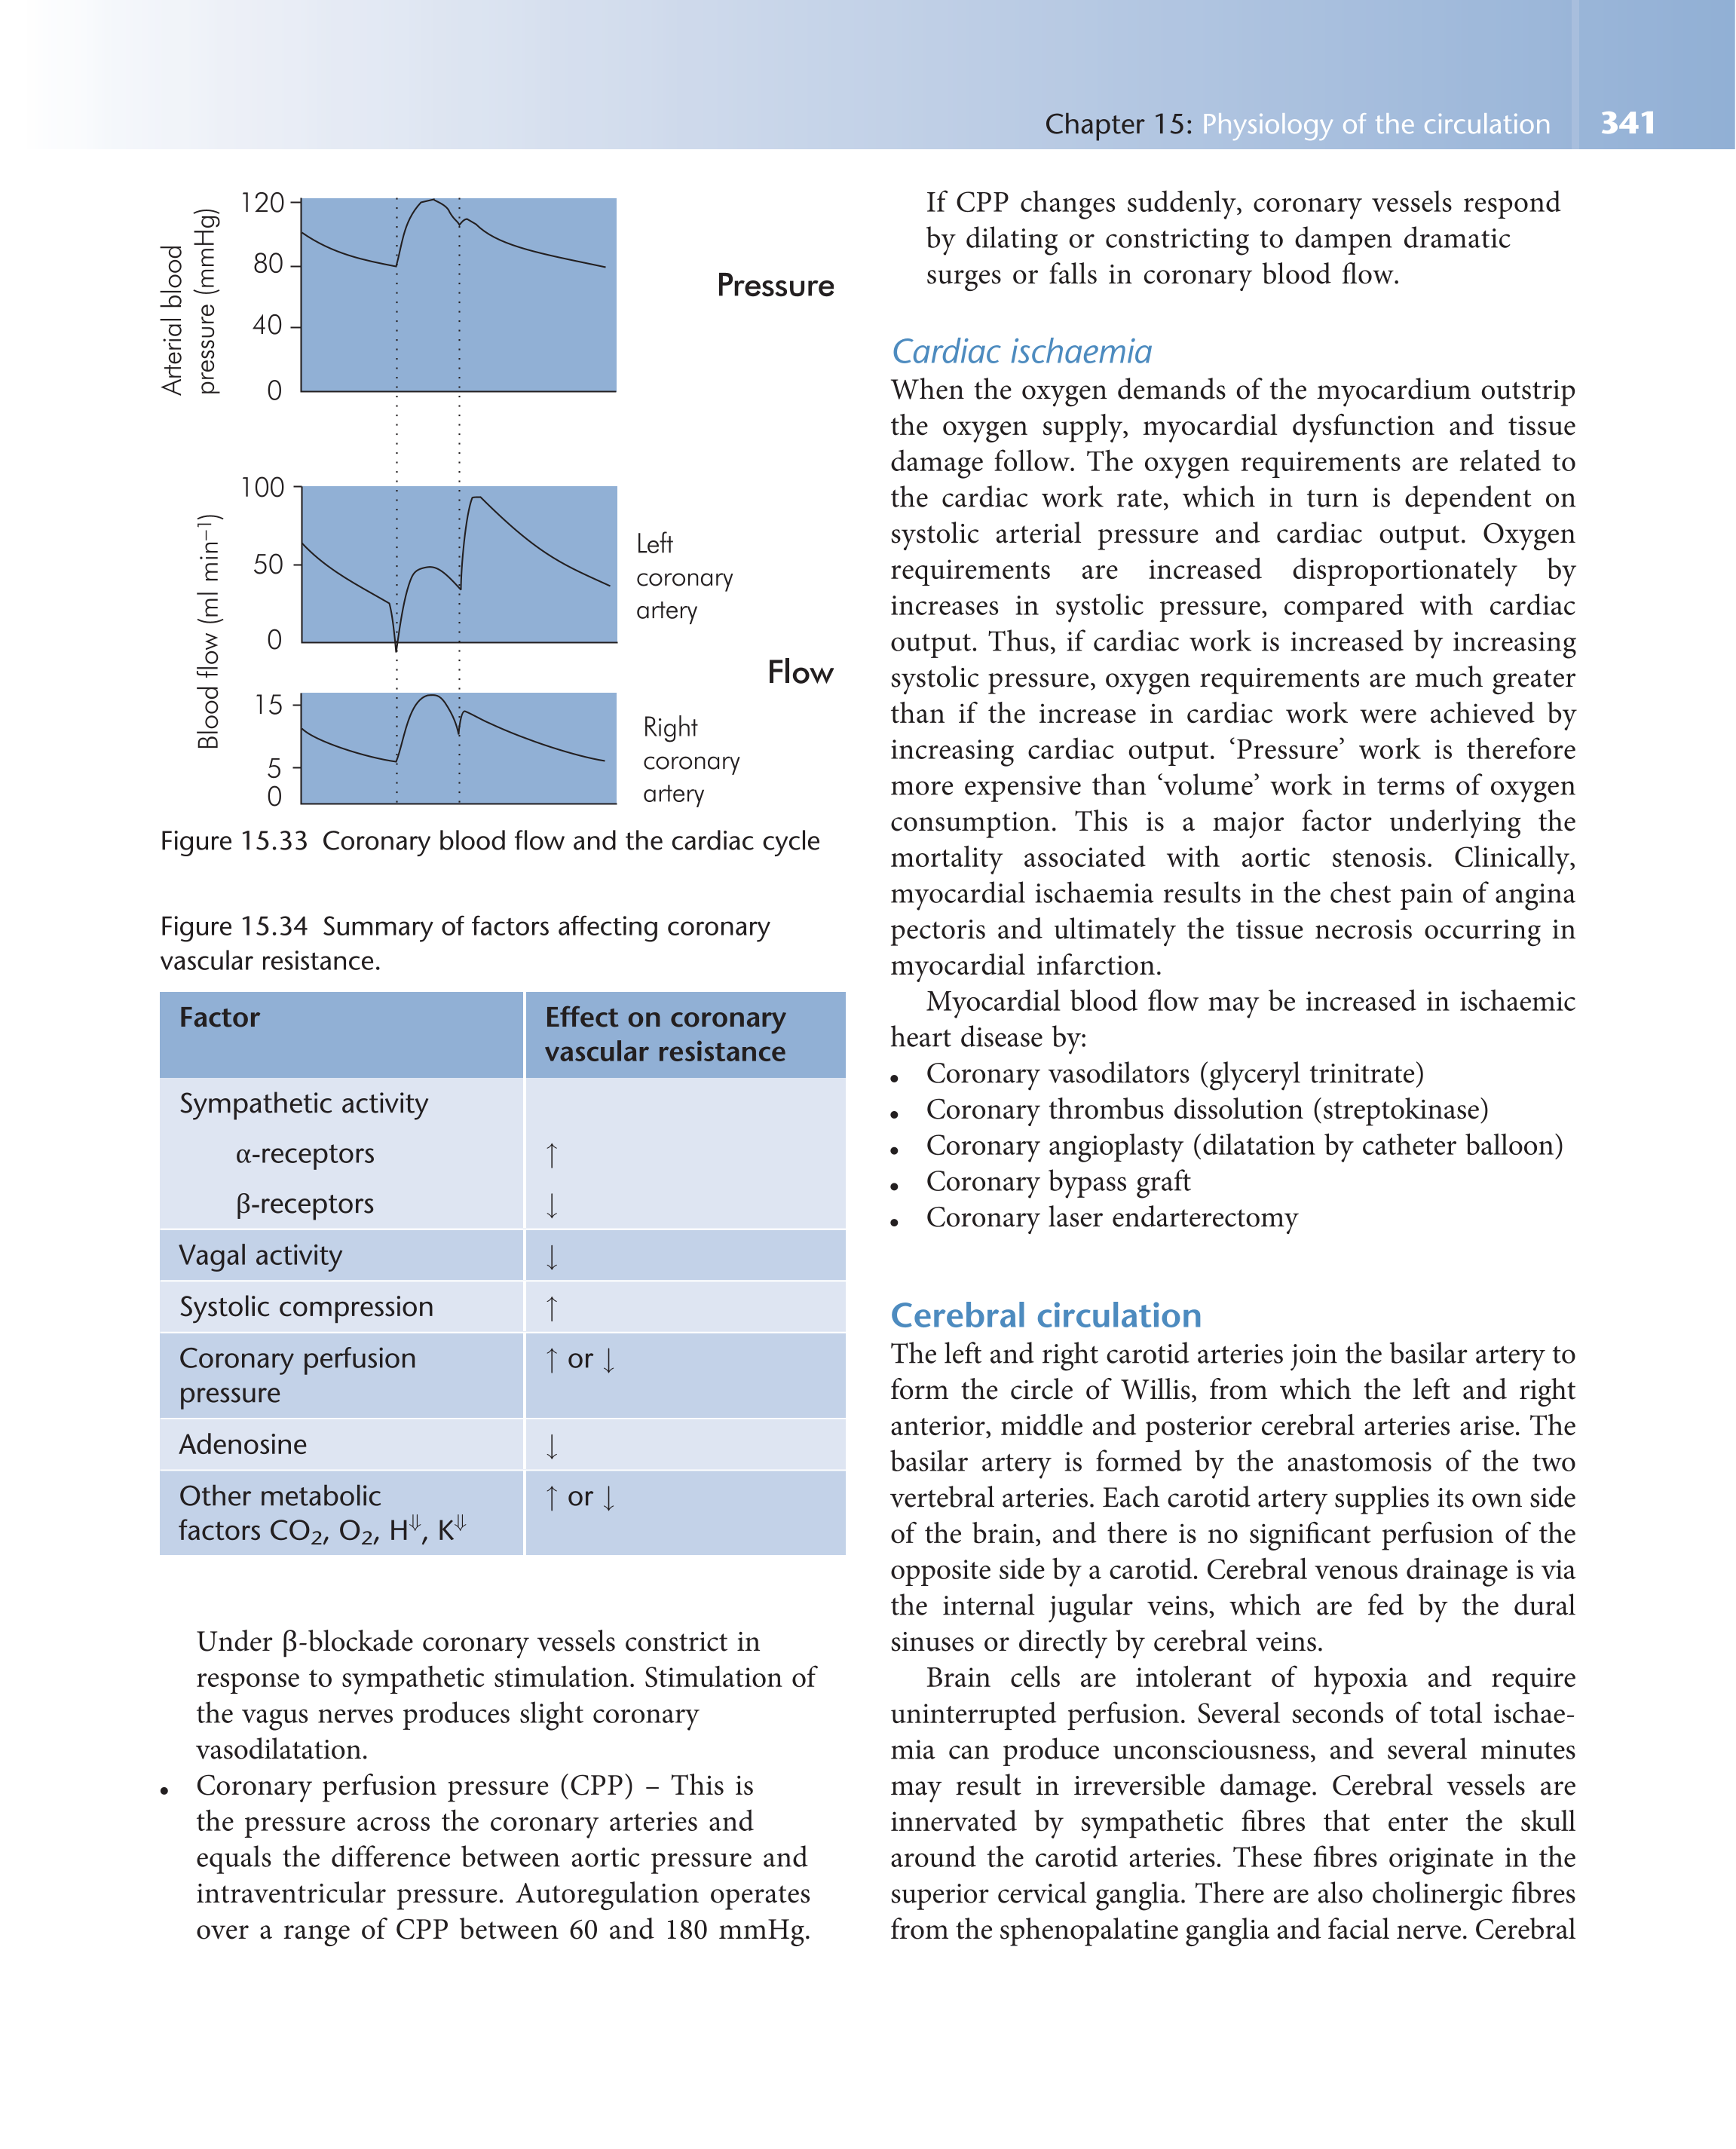 Chapter 15: Physiology of the circulation 341
Arterial blood
pressure (mmHg)
120
80
40
0
Pressure
Blood flow (ml min⁻¹)
100
50
0
Left
coronary
artery
Flow
15
5
0
Right
coronary
artery
Figure 15.33 Coronary blood flow and the cardiac cycle
Figure 15.34 Summary of factors affecting coronary
vascular resistance.
Factor
Effect on coronary
vascular resistance
Sympathetic activity
α-receptors ↑
β-receptors ↓
Vagal activity ↓
Systolic compression ↑
Coronary perfusion
pressure
↑ or ↓
Adenosine ↓
Other metabolic
factors CO₂, O₂, H⇓, K⇓
↑ or ↓
Under β-blockade coronary vessels constrict in
response to sympathetic stimulation. Stimulation of
the vagus nerves produces slight coronary
vasodilatation.
• Coronary perfusion pressure (CPP) – This is
the pressure across the coronary arteries and
equals the difference between aortic pressure and
intraventricular pressure. Autoregulation operates
over a range of CPP between 60 and 180 mmHg.
If CPP changes suddenly, coronary vessels respond
by dilating or constricting to dampen dramatic
surges or falls in coronary blood flow.
Cardiac ischaemia
When the oxygen demands of the myocardium outstrip
the oxygen supply, myocardial dysfunction and tissue
damage follow. The oxygen requirements are related to
the cardiac work rate, which in turn is dependent on
systolic arterial pressure and cardiac output. Oxygen
requirements are increased disproportionately by
increases in systolic pressure, compared with cardiac
output. Thus, if cardiac work is increased by increasing
systolic pressure, oxygen requirements are much greater
than if the increase in cardiac work were achieved by
increasing cardiac output. ‘Pressure’ work is therefore
more expensive than ‘volume’ work in terms of oxygen
consumption. This is a major factor underlying the
mortality associated with aortic stenosis. Clinically,
myocardial ischaemia results in the chest pain of angina
pectoris and ultimately the tissue necrosis occurring in
myocardial infarction.
Myocardial blood flow may be increased in ischaemic
heart disease by:
• Coronary vasodilators (glyceryl trinitrate)
• Coronary thrombus dissolution (streptokinase)
• Coronary angioplasty (dilatation by catheter balloon)
• Coronary bypass graft
• Coronary laser endarterectomy
Cerebral circulation
The left and right carotid arteries join the basilar artery to
form the circle of Willis, from which the left and right
anterior, middle and posterior cerebral arteries arise. The
basilar artery is formed by the anastomosis of the two
vertebral arteries. Each carotid artery supplies its own side
of the brain, and there is no significant perfusion of the
opposite side by a carotid. Cerebral venous drainage is via
the internal jugular veins, which are fed by the dural
sinuses or directly by cerebral veins.
Brain cells are intolerant of hypoxia and require
uninterrupted perfusion. Several seconds of total ischae-
mia can produce unconsciousness, and several minutes
may result in irreversible damage. Cerebral vessels are
innervated by sympathetic fibres that enter the skull
around the carotid arteries. These fibres originate in the
superior cervical ganglia. There are also cholinergic fibres
from the sphenopalatine ganglia and facial nerve. Cerebral